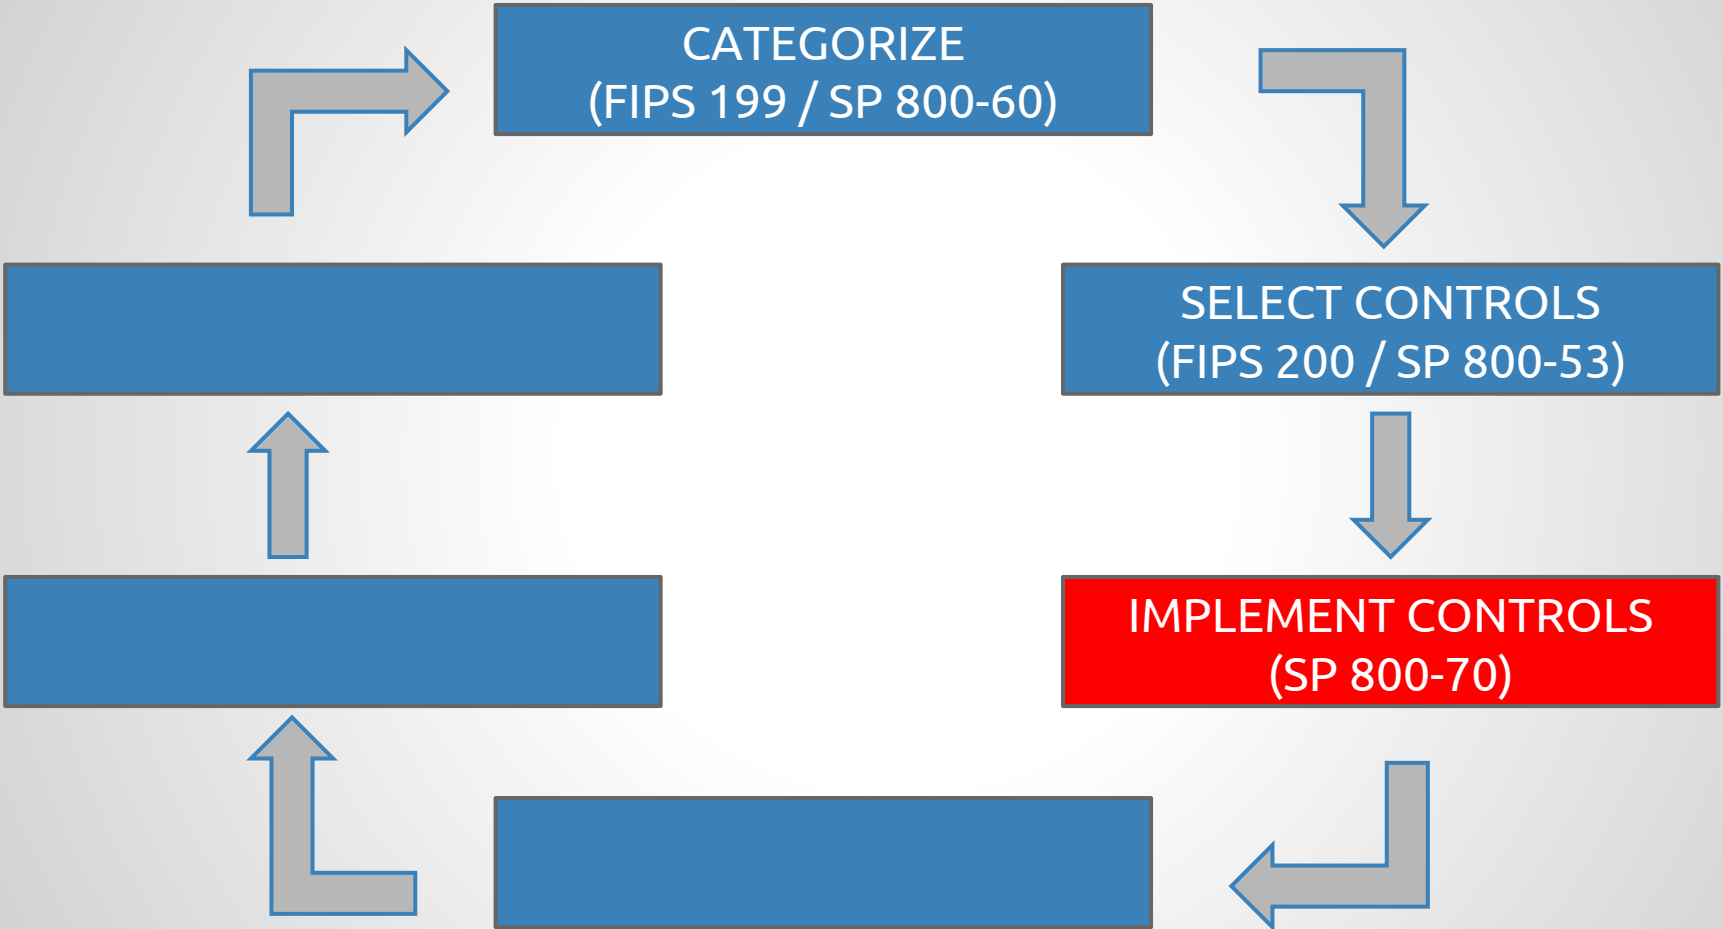 CATEGORIZE
(FIPS 199 / SP 800-60)
SELECT CONTROLS
(FIPS 200 / SP 800-53)
IMPLEMENT CONTROLS
(SP 800-70)